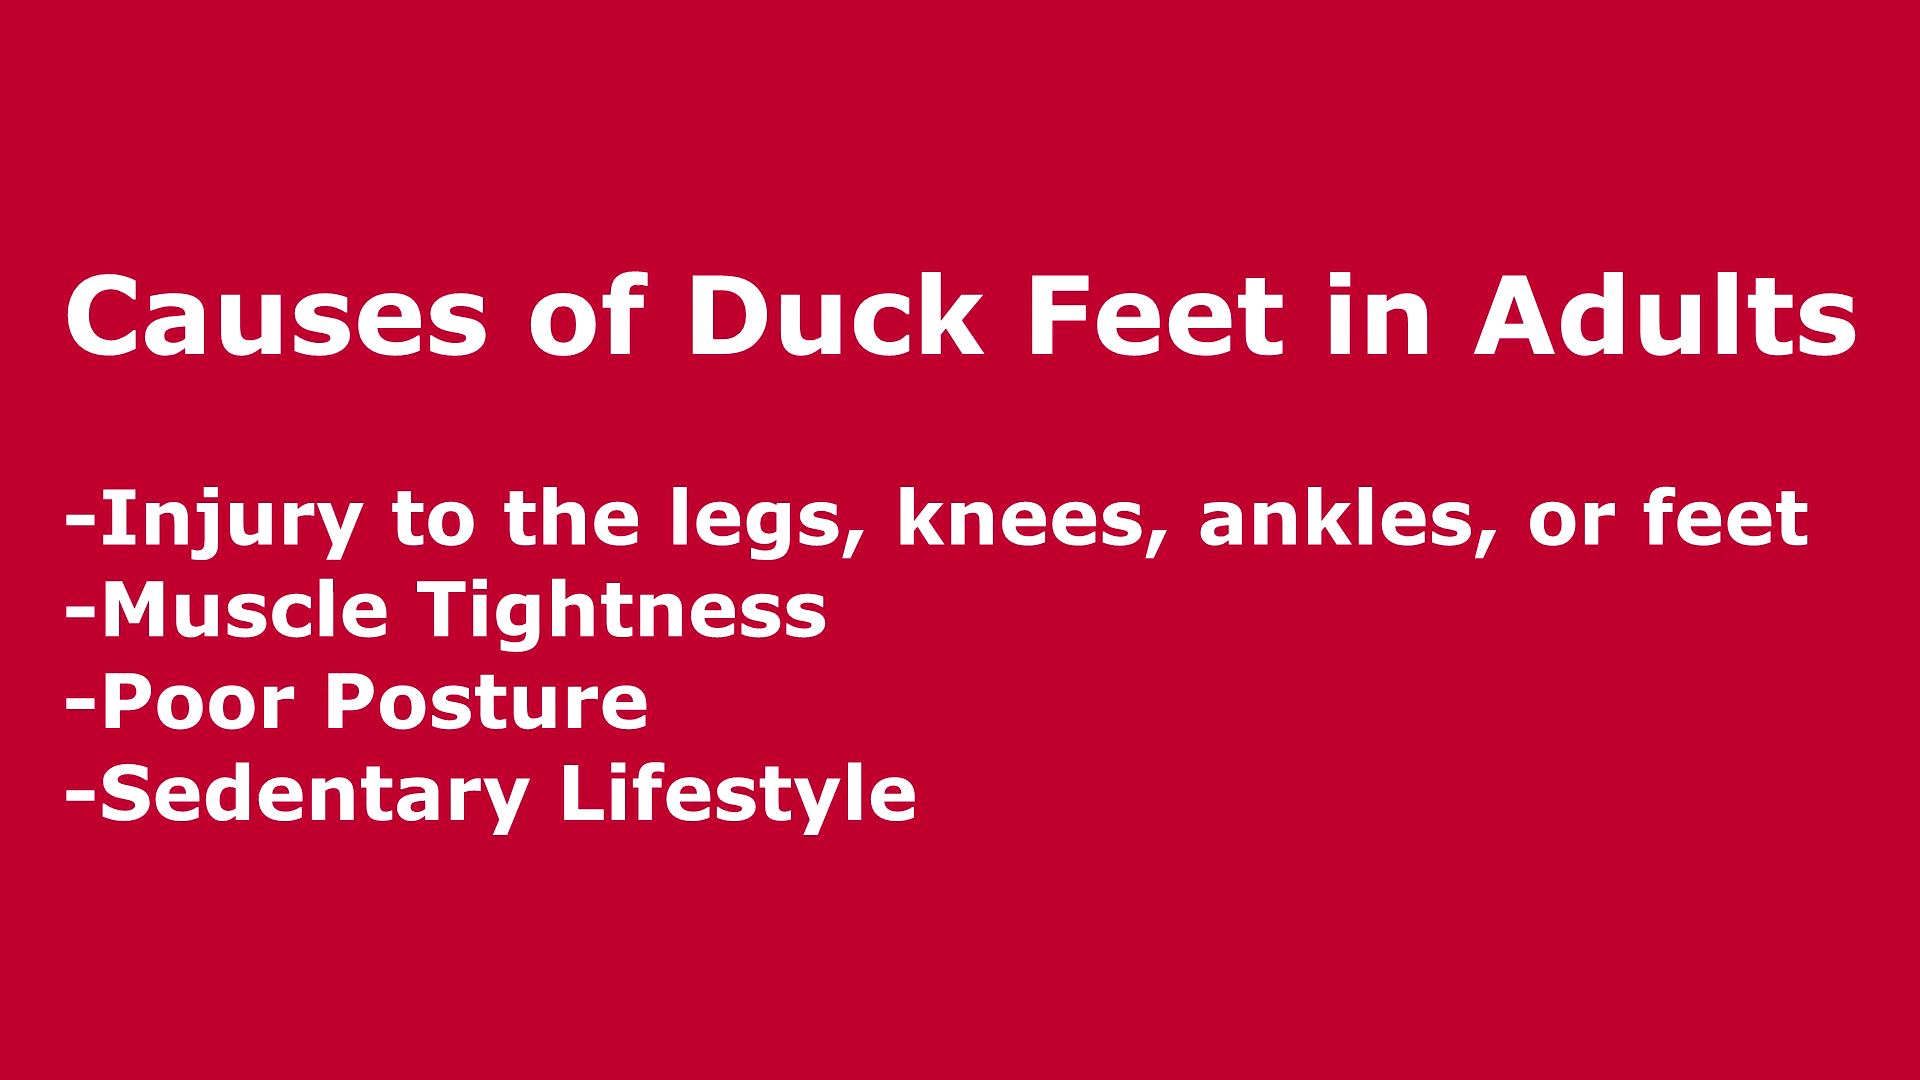 Causes of Duck Feet in Adults
-Injury to the legs, knees, ankles, or feet
-Muscle Tightness
-Poor Posture
-Sedentary Lifestyle